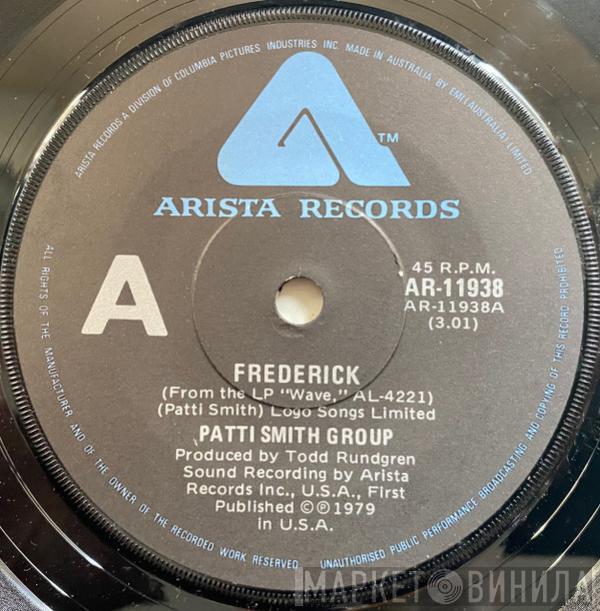 ARISTA RECORDS A DIVISION OF COLUMBIA PICTURES INDUSTRIES INC. MADE IN AUSTRALIA BY EMI (AUSTRALIA) LIMITED
TM
ARISTA RECORDS
A
45 R.P.M.
AR-11938
AR-11938A
(3.01)
FREDERICK
(From the LP "Wave," AL-4221)
(Patti Smith) Logo Songs Limited
PATTI SMITH GROUP
Produced by Todd Rundgren
Sound Recording by Arista
Records Inc., U.S.A., First
Published ©℗1979
in U.S.A.
ALL RIGHTS OF THE MANUFACTURER AND OF THE OWNER OF THE RECORDED WORK RESERVED. UNAUTHORISED PUBLIC PERFORMANCE BROADCASTING AND COPYING OF THIS RECORD PROHIBITED
МАРКЕТ ВИНИЛА